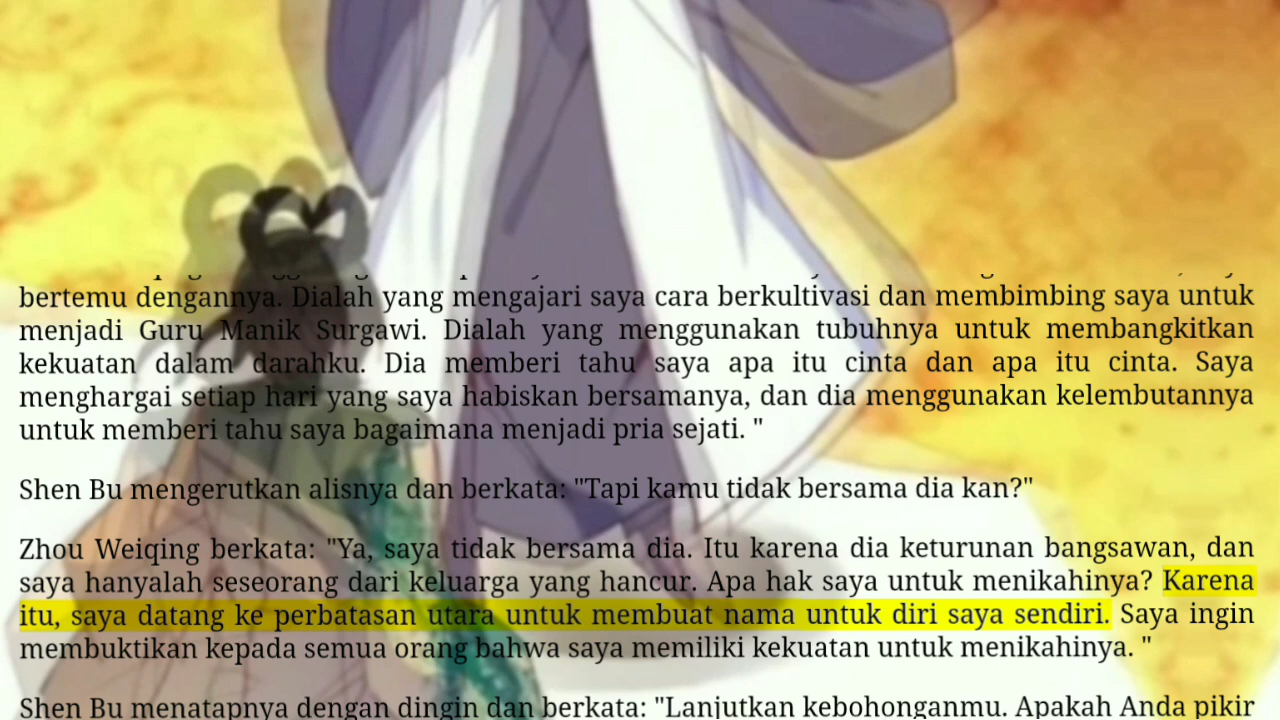 bertemu dengannya. Dialah yang mengajari saya cara berkultivasi dan membimbing saya untuk
menjadi Guru Manik Surgawi. Dialah yang menggunakan tubuhnya untuk membangkitkan
kekuatan dalam darahku. Dia memberi tahu saya apa itu cinta dan apa itu cinta. Saya
menghargai setiap hari yang saya habiskan bersamanya, dan dia menggunakan kelembutannya
untuk memberi tahu saya bagaimana menjadi pria sejati. "
Shen Bu mengerutkan alisnya dan berkata: "Tapi kamu tidak bersama dia kan?"
Zhou Weiqing berkata: "Ya, saya tidak bersama dia. Itu karena dia keturunan bangsawan, dan
saya hanyalah seseorang dari keluarga yang hancur. Apa hak saya untuk menikahinya? Karena
itu, saya datang ke perbatasan utara untuk membuat nama untuk diri saya sendiri. Saya ingin
membuktikan kepada semua orang bahwa saya memiliki kekuatan untuk menikahinya. "
Shen Bu menatapnya dengan dingin dan berkata: "Lanjutkan kebohonganmu. Apakah Anda pikir